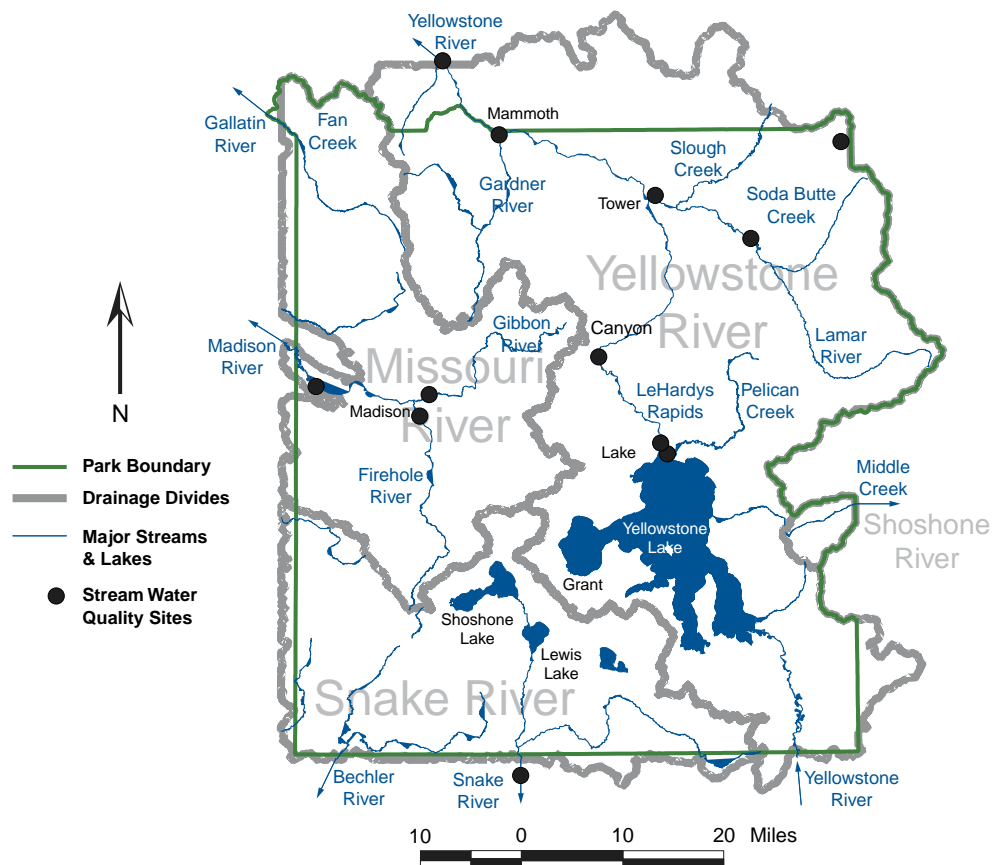 Yellowstone
River
Gallatin
River
Fan
Creek
Mammoth
Slough
Creek
Gardner
River
Soda Butte
Creek
Tower
Yellowstone
River
Gibbon
River
Canyon
Lamar
River
Madison
River
Missouri
River
LeHardys
Rapids
Pelican
Creek
Madison
N
Lake
Park Boundary
Drainage Divides
Major Streams
& Lakes
Stream Water
Quality Sites
Firehole
River
Middle
Creek
Yellowstone
Lake
Shoshone
River
Grant
Shoshone
Lake
Lewis
Lake
Snake River
Bechler
River
Snake
River
Yellowstone
River
10 0 10 20 Miles